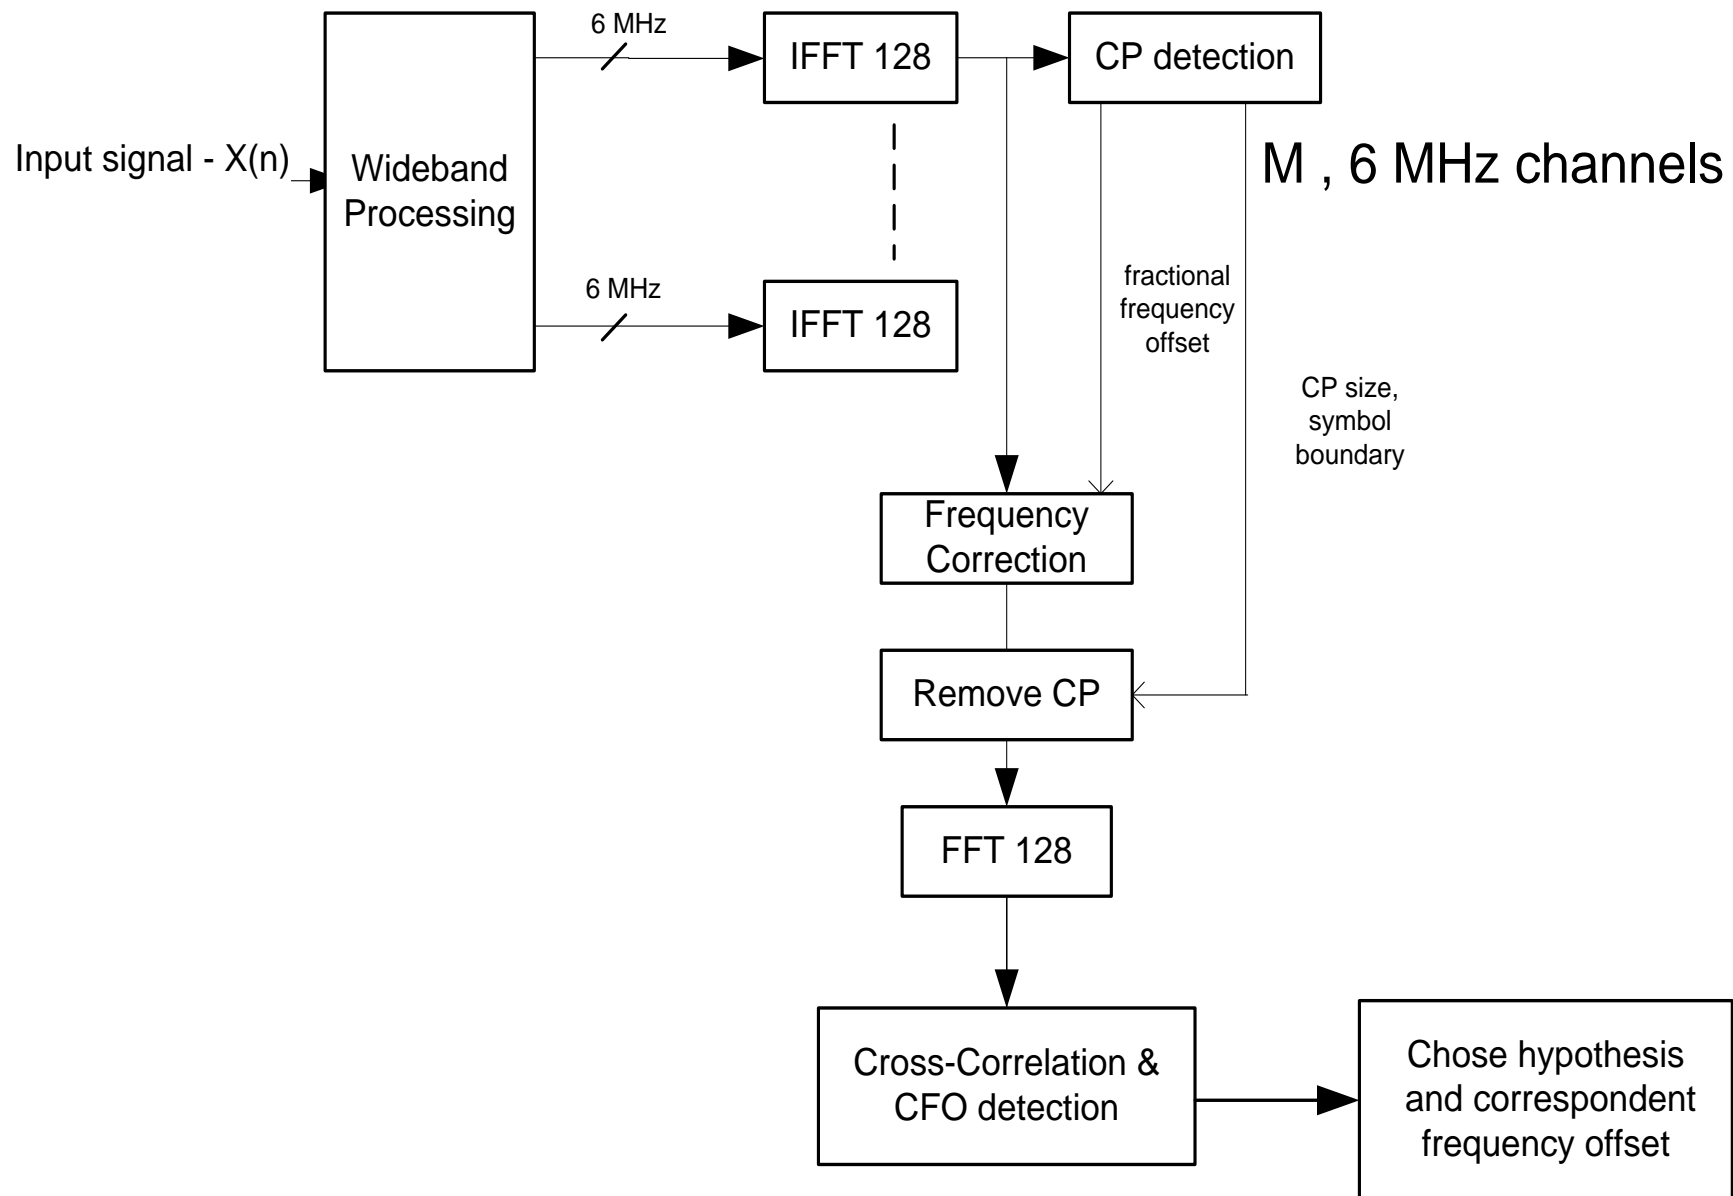 6 MHz
IFFT 128
CP detection
Input signal - X(n)
Wideband
Processing
M , 6 MHz channels
6 MHz
IFFT 128
fractional
frequency
offset
CP size,
symbol
boundary
Frequency
Correction
Remove CP
FFT 128
Cross-Correlation &
CFO detection
Chose hypothesis
and correspondent
frequency offset